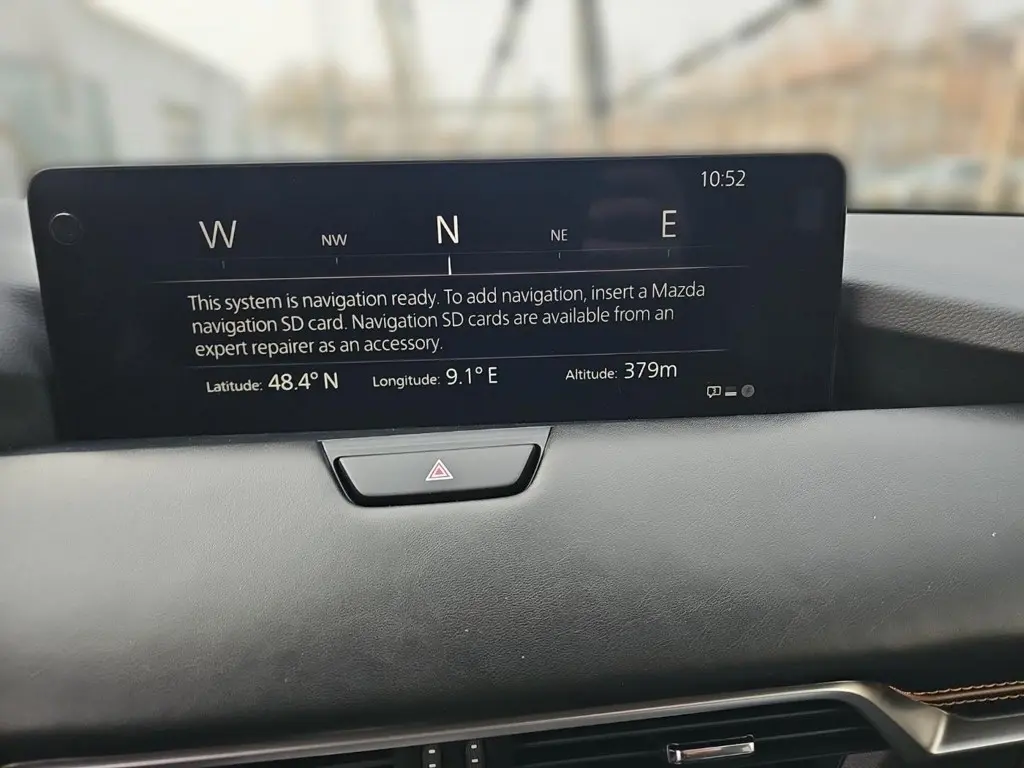 10:52
W NW N NE E
This system is navigation ready. To add navigation, insert a Mazda
navigation SD card. Navigation SD cards are available from an
expert repairer as an accessory.
Latitude: 48.4° N Longitude: 9.1° E Altitude: 379m